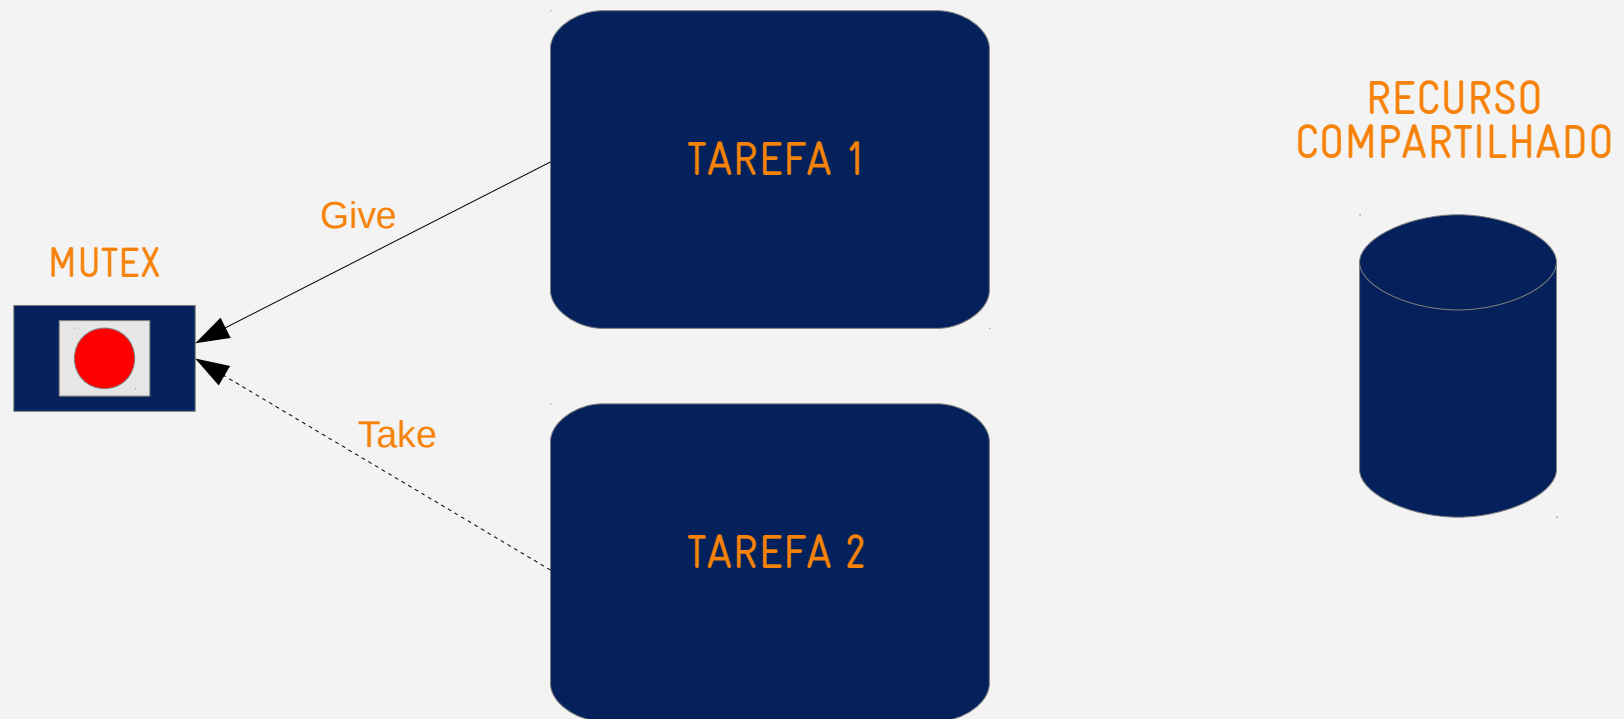 TAREFA 1
RECURSO
COMPARTILHADO
Give
MUTEX
Take
TAREFA 2